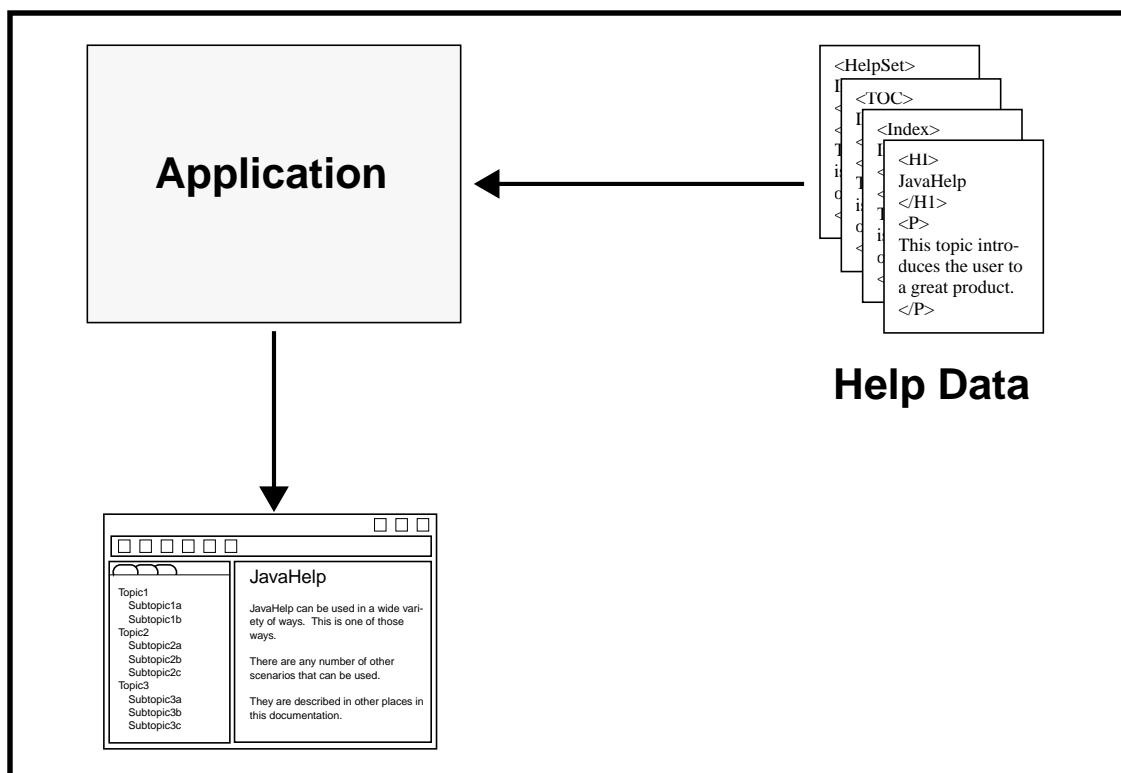 Application
<HelpSet>
<TOC>
<Index>
<HI>
JavaHelp
</H1>
<P>
This topic intro-
duces the user to
a great product.
</P>
Help Data
JavaHelp
JavaHelp can be used in a wide vari-
ety of ways. This is one of those
ways.
There are any number of other
scenarios that can be used.
They are described in other places in
this documentation.
Topic1
Subtopic1a
Subtopic1b
Topic2
Subtopic2a
Subtopic2b
Subtopic2c
Topic3
Subtopic3a
Subtopic3b
Subtopic3c